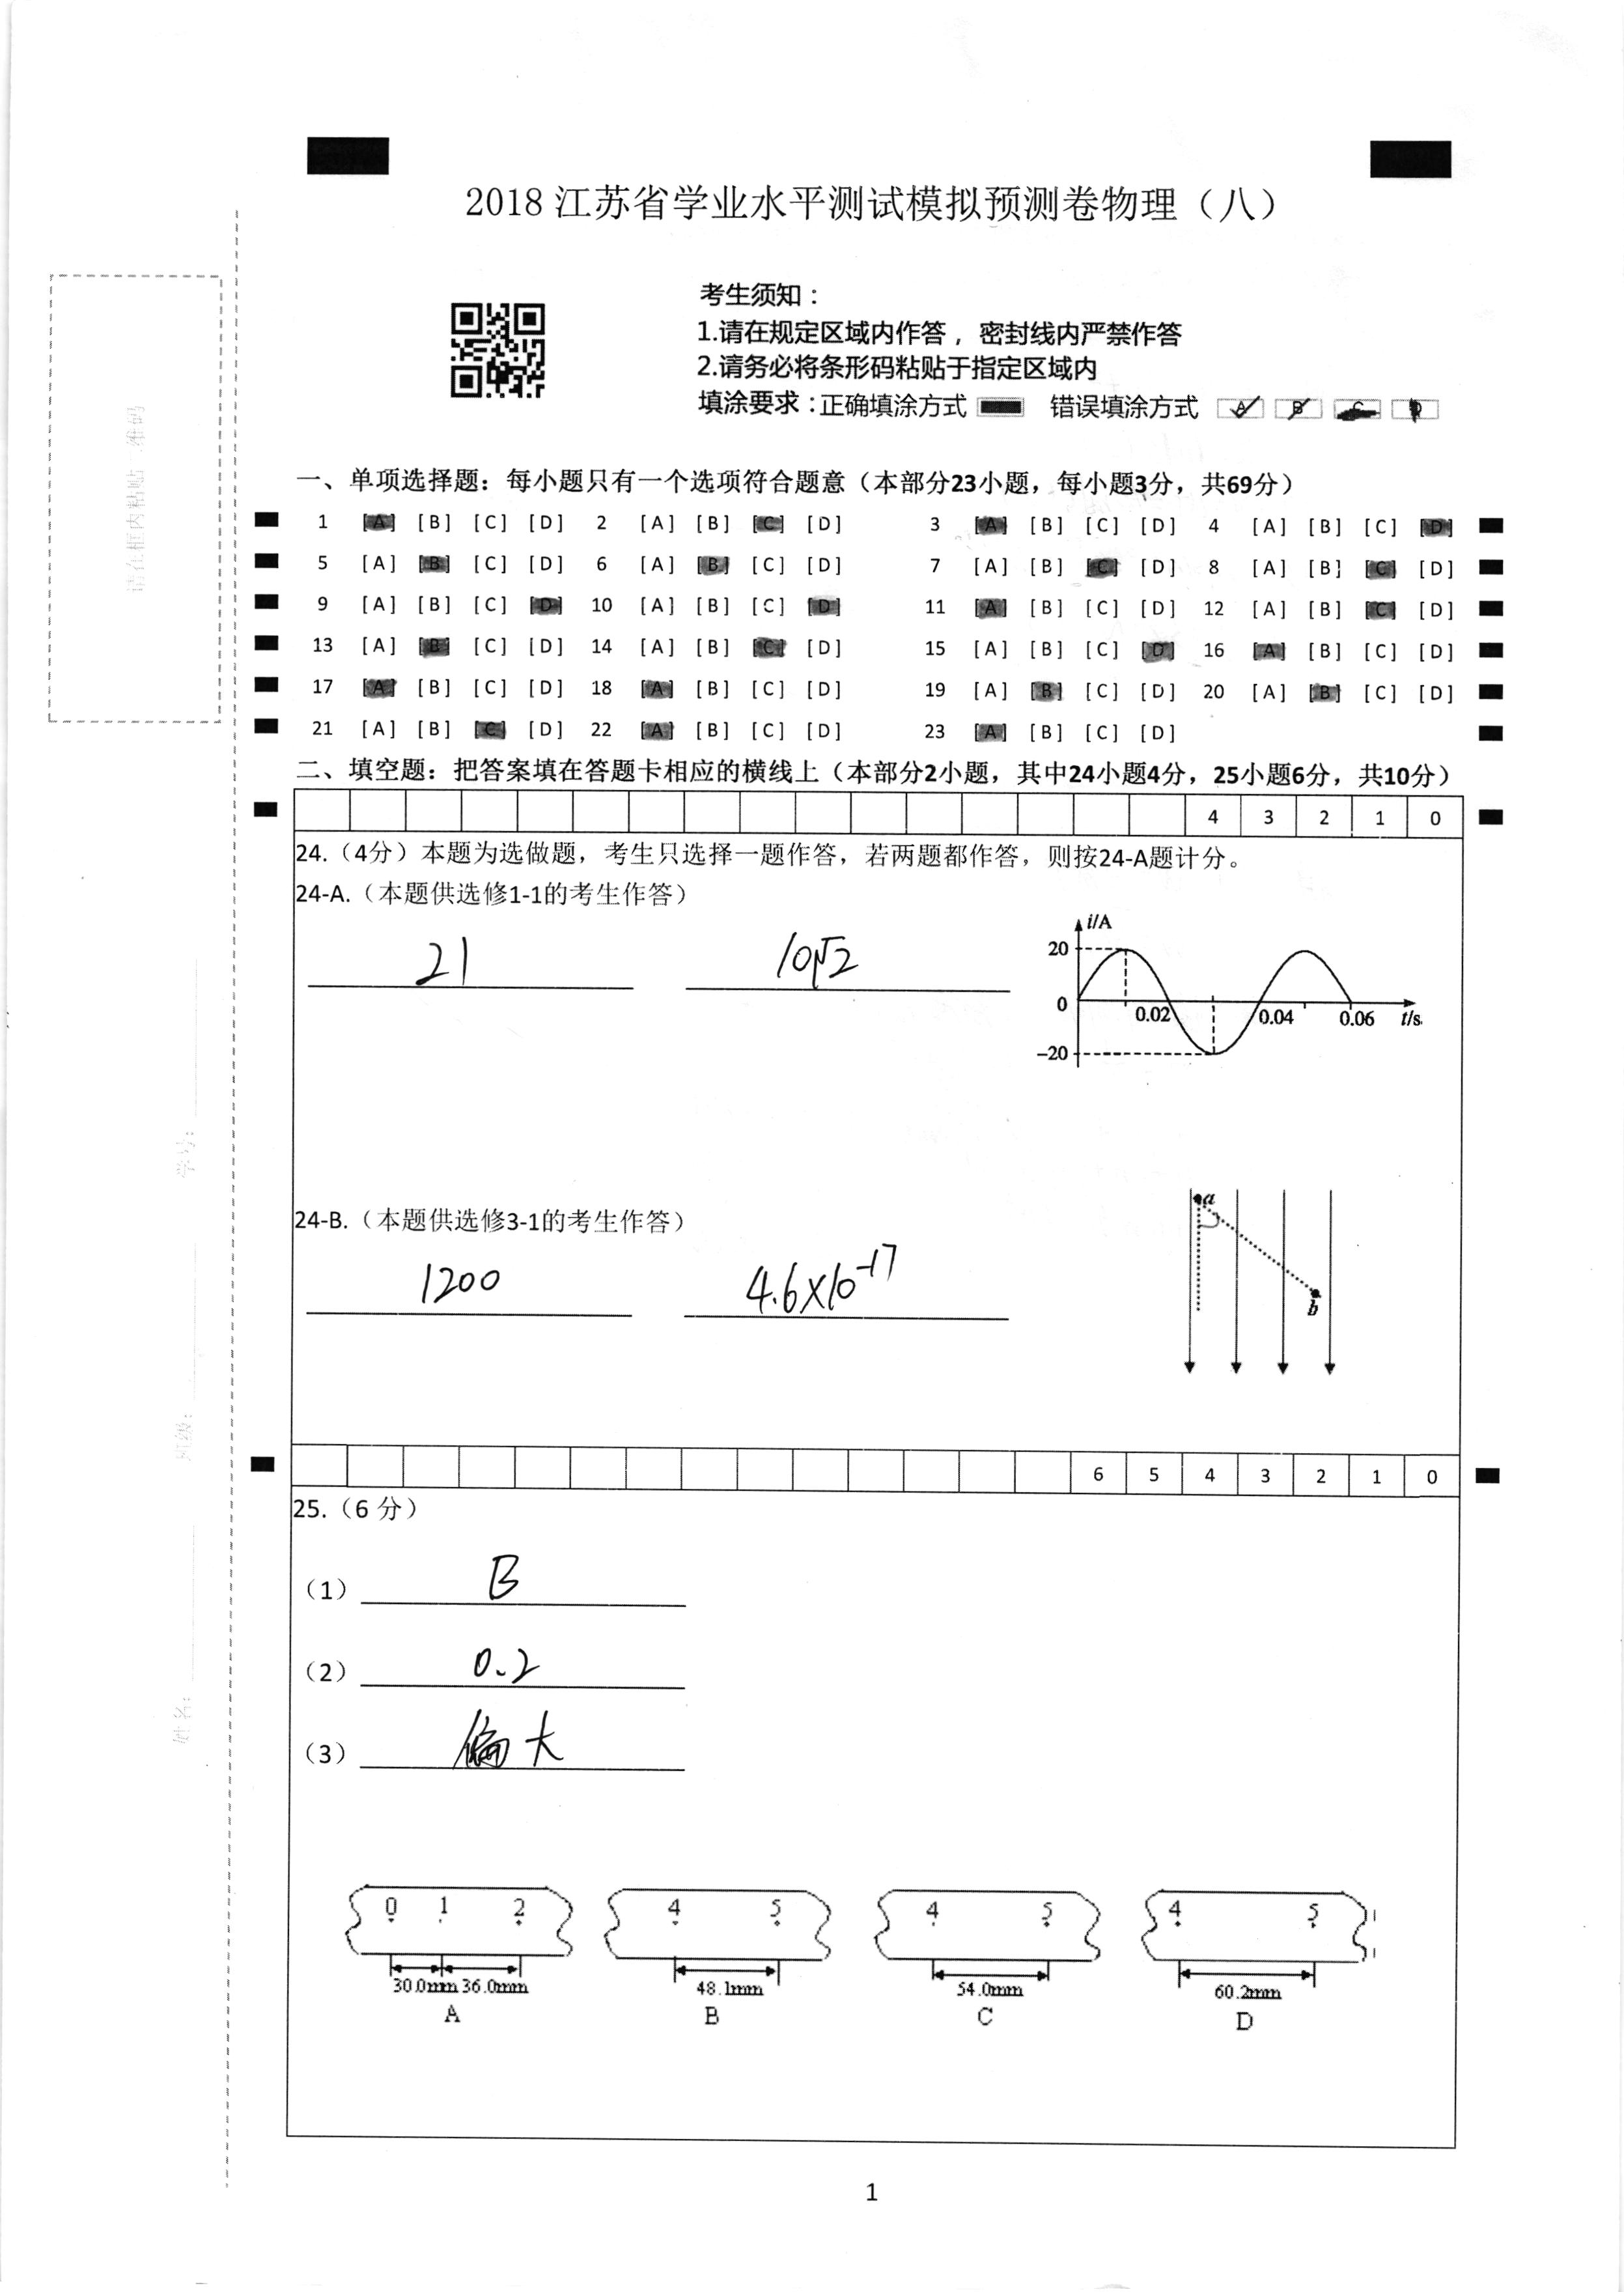 2018江苏省学业水平测试模拟预测卷物理（八）
考生须知：
1.请在规定区域内作答，密封线内严禁作答
2.请务必将条形码粘贴于指定区域内
填涂要求：正确填涂方式 错误填涂方式 A B C D
一、单项选择题：每小题只有一个选项符合题意（本部分23小题，每小题3分，共69分）
1 [A] [B] [C] [D] 2 [A] [B] [C] [D] 3 [A] [B] [C] [D] 4 [A] [B] [C] [D]
5 [A] [B] [C] [D] 6 [A] [B] [C] [D] 7 [A] [B] [C] [D] 8 [A] [B] [C] [D]
9 [A] [B] [C] [D] 10 [A] [B] [C] [D] 11 [A] [B] [C] [D] 12 [A] [B] [C] [D]
13 [A] [B] [C] [D] 14 [A] [B] [C] [D] 15 [A] [B] [C] [D] 16 [A] [B] [C] [D]
17 [A] [B] [C] [D] 18 [A] [B] [C] [D] 19 [A] [B] [C] [D] 20 [A] [B] [C] [D]
21 [A] [B] [C] [D] 22 [A] [B] [C] [D] 23 [A] [B] [C] [D]
二、填空题：把答案填在答题卡相应的横线上（本部分2小题，其中24小题4分，25小题6分，共10分）
4 3 2 1 0
24.（4分）本题为选做题，考生只选择一题作答，若两题都作答，则按24-A题计分。
24-A.（本题供选修1-1的考生作答）
21 10√2
i/A
20
0 0.02 0.04 0.06 t/s
-20
24-B.（本题供选修3-1的考生作答）
1200 4.6×10⁻¹⁷
a
b
6 5 4 3 2 1 0
25.（6分）
（1） B
（2） 0.2
（3） 偏大
0 1 2 4 5 4 5 4 5
30.0mm 36.0mm 48.1mm 54.0mm 60.2mm
A B C D
1
请在框内粘贴二维码
学号：
班级：
姓名：